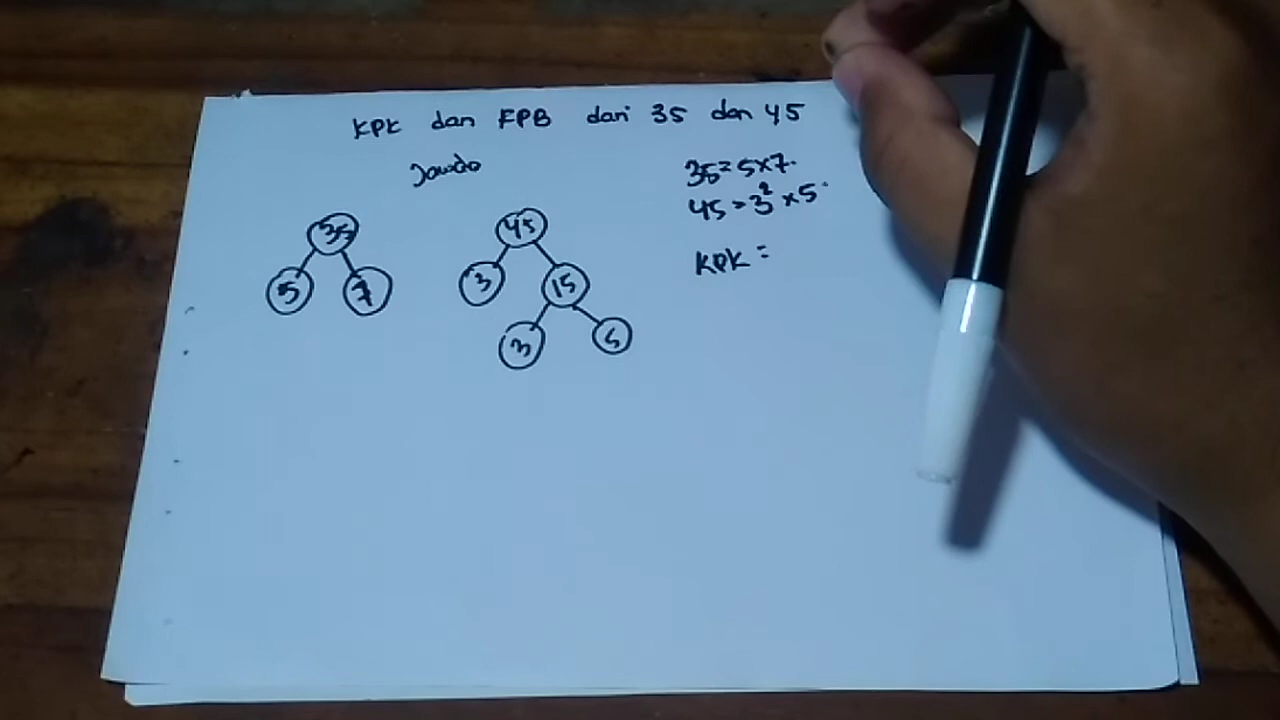 KPK dan FPB dari 35 dan 45
Jawab
35 = 5x7.
45 = 3² x 5.
KPK =
35
5 7
45
3 15
3 5